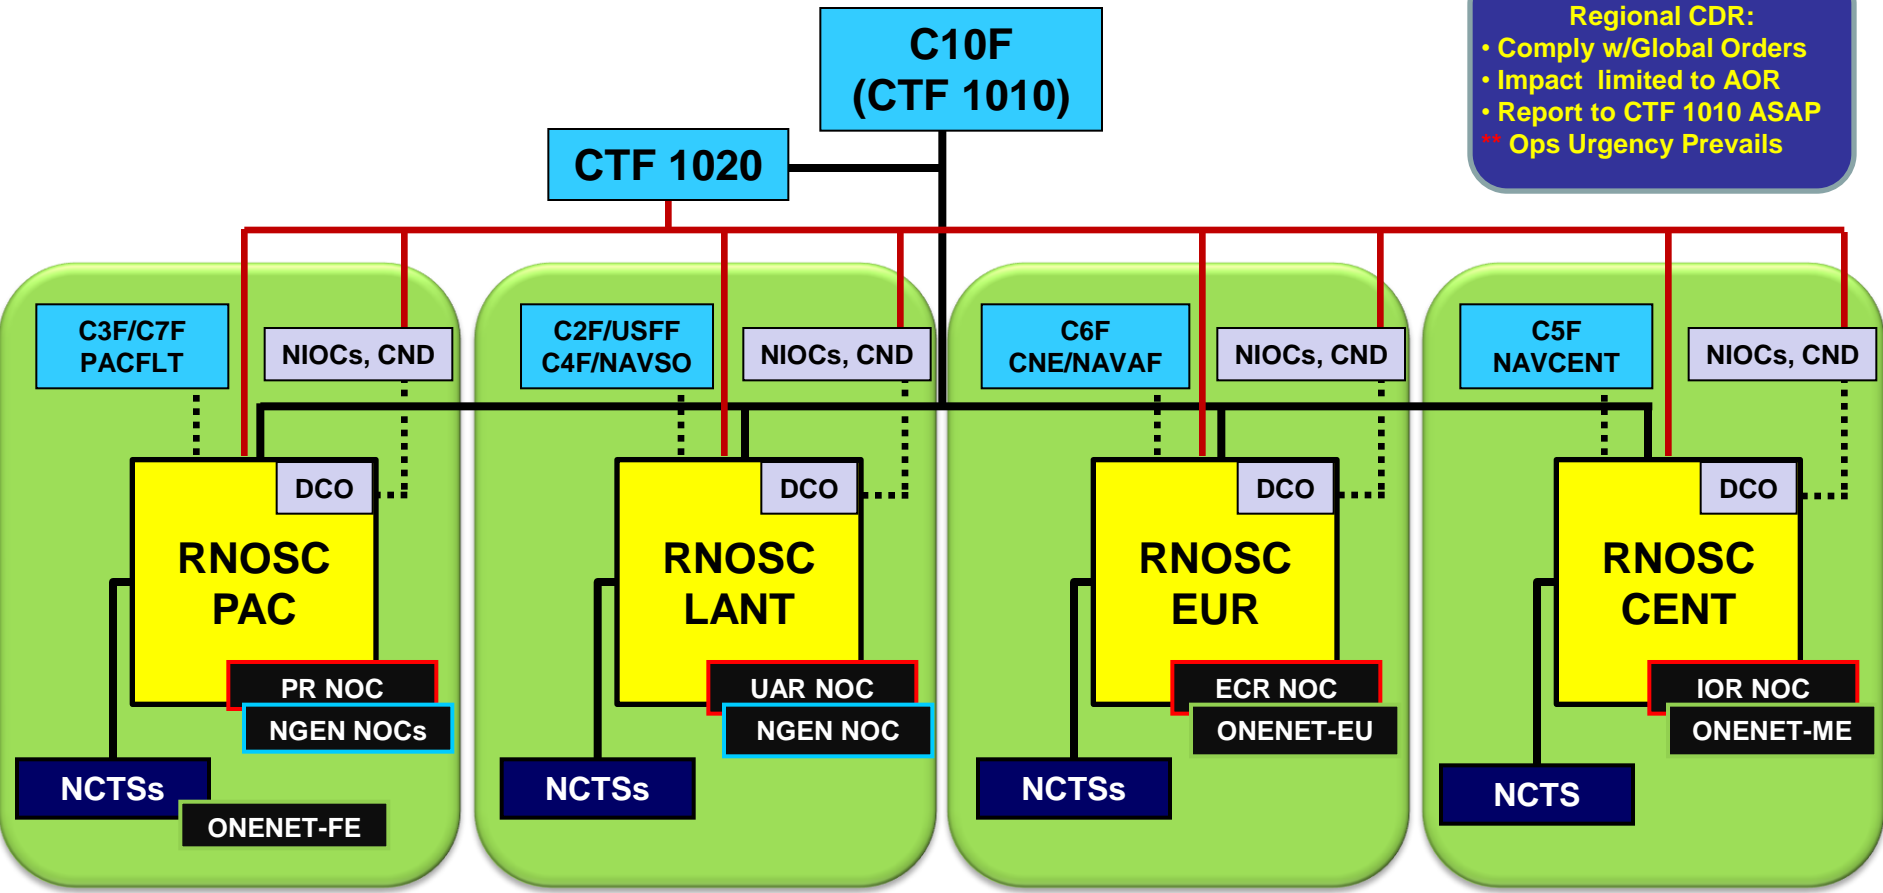 C10F
(CTF 1010)
Regional CDR:
• Comply w/Global Orders
• Impact limited to AOR
• Report to CTF 1010 ASAP
** Ops Urgency Prevails
CTF 1020
C3F/C7F
PACFLT
NIOCs, CND
DCO
RNOSC
PAC
PR NOC
NGEN NOCs
NCTSs
ONENET-FE
C2F/USFF
C4F/NAVSO
NIOCs, CND
DCO
RNOSC
LANT
UAR NOC
NGEN NOC
NCTSs
C6F
CNE/NAVAF
NIOCs, CND
DCO
RNOSC
EUR
ECR NOC
ONENET-EU
NCTSs
C5F
NAVCENT
NIOCs, CND
DCO
RNOSC
CENT
IOR NOC
ONENET-ME
NCTS